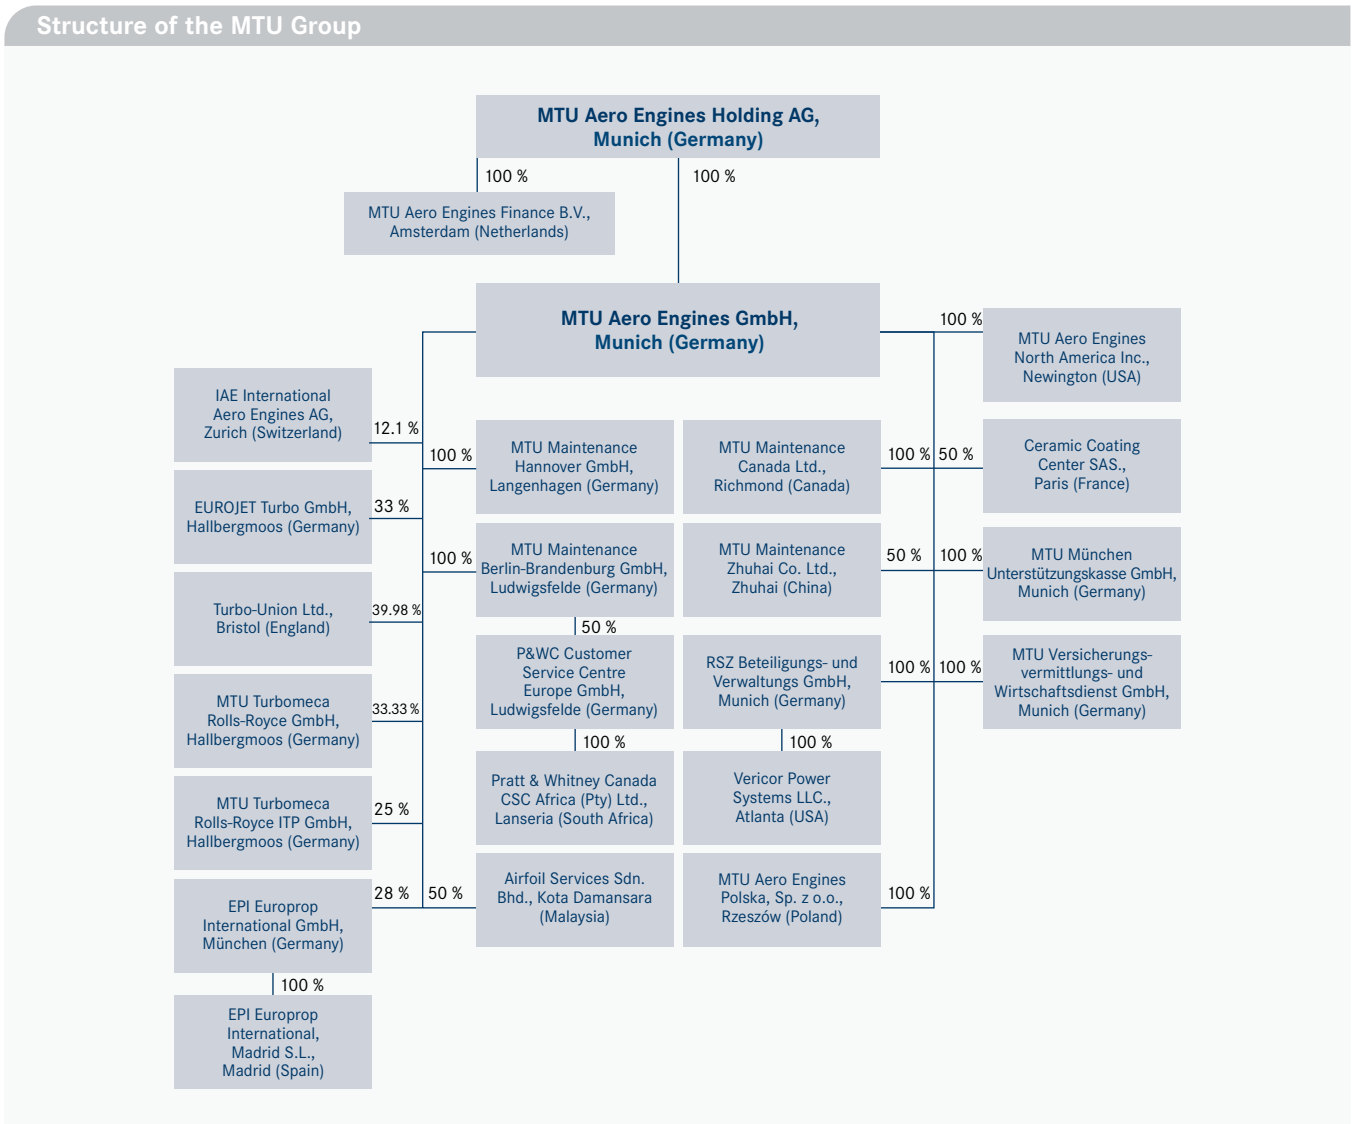 Structure of the MTU Group
MTU Aero Engines Holding AG,
Munich (Germany)
100 %
100 %
MTU Aero Engines Finance B.V.,
Amsterdam (Netherlands)
MTU Aero Engines GmbH,
Munich (Germany)
100 %
MTU Aero Engines
North America Inc.,
Newington (USA)
IAE International
Aero Engines AG,
Zurich (Switzerland)
12.1 %
100 %
MTU Maintenance
Hannover GmbH,
Langenhagen (Germany)
MTU Maintenance
Canada Ltd.,
Richmond (Canada)
100 %
50 %
Ceramic Coating
Center SAS.,
Paris (France)
EUROJET Turbo GmbH,
Hallbergmoos (Germany)
33 %
100 %
MTU Maintenance
Berlin-Brandenburg GmbH,
Ludwigsfelde (Germany)
MTU Maintenance
Zhuhai Co. Ltd.,
Zhuhai (China)
50 %
100 %
MTU München
Unterstützungskasse GmbH,
Munich (Germany)
Turbo-Union Ltd.,
Bristol (England)
39.98 %
50 %
P&WC Customer
Service Centre
Europe GmbH,
Ludwigsfelde (Germany)
RSZ Beteiligungs- und
Verwaltungs GmbH,
Munich (Germany)
100 %
100 %
MTU Versicherungs-
vermittlungs- und
Wirtschaftsdienst GmbH,
Munich (Germany)
MTU Turbomeca
Rolls-Royce GmbH,
Hallbergmoos (Germany)
33.33 %
100 %
100 %
Pratt & Whitney Canada
CSC Africa (Pty) Ltd.,
Lanseria (South Africa)
Vericor Power
Systems LLC.,
Atlanta (USA)
MTU Turbomeca
Rolls-Royce ITP GmbH,
Hallbergmoos (Germany)
25 %
EPI Europrop
International GmbH,
München (Germany)
28 %
50 %
Airfoil Services Sdn.
Bhd., Kota Damansara
(Malaysia)
MTU Aero Engines
Polska, Sp. z o.o.,
Rzeszów (Poland)
100 %
100 %
EPI Europrop
International,
Madrid S.L.,
Madrid (Spain)